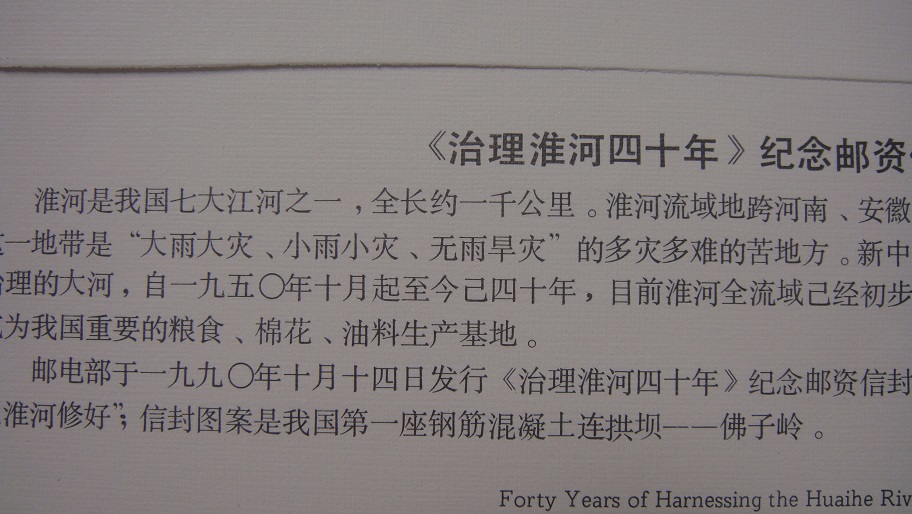 《治理淮河四十年》纪念邮资
淮河是我国七大江河之一，全长约一千公里。淮河流域地跨河南、安徽
一地带是“大雨大灾、小雨小灾、无雨旱灾”的多灾多难的苦地方。新中
治理的大河，自一九五〇年十月起至今己四十年，目前淮河全流域己经初步
为我国重要的粮食、棉花、油料生产基地。
邮电部于一九九〇年十月十四日发行《治理淮河四十年》纪念邮资信封
淮河修好”；信封图案是我国第一座钢筋混凝土连拱坝——佛子岭。
Forty Years of Harnessing the Huaihe Riv